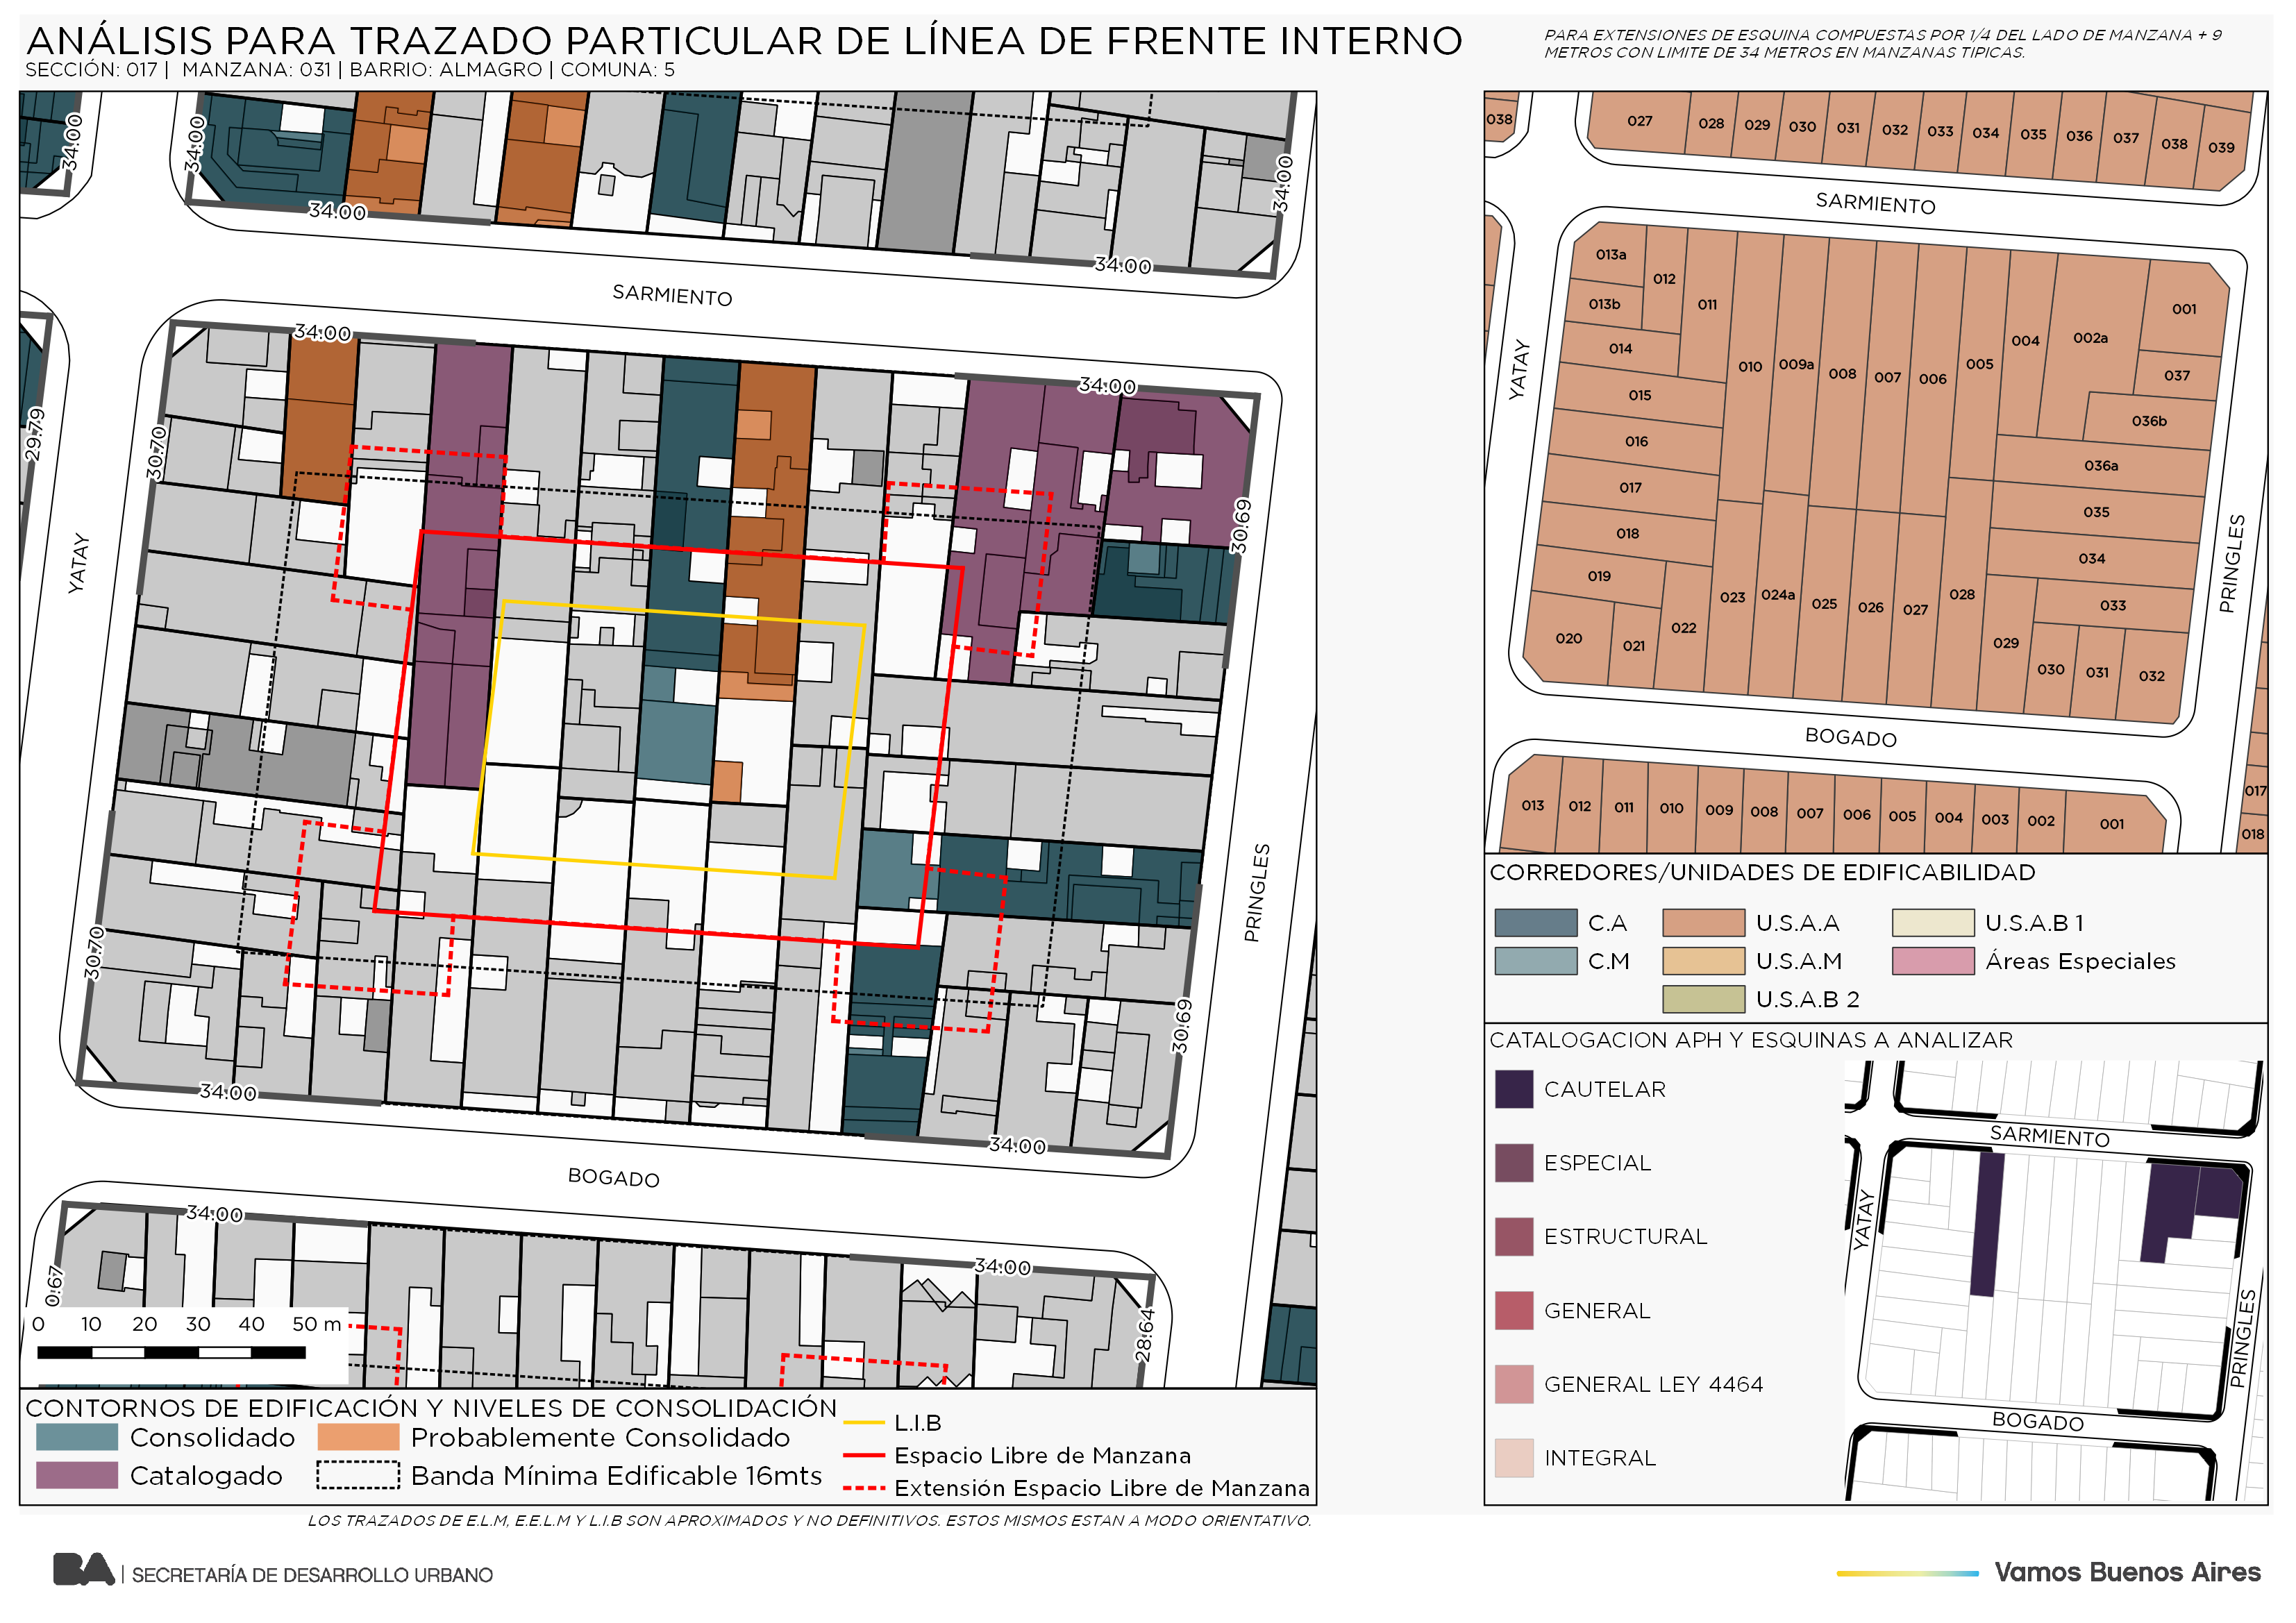 ANÁLISIS PARA TRAZADO PARTICULAR DE LÍNEA DE FRENTE INTERNO
SECCIÓN: 017 | MANZANA: 031 | BARRIO: ALMAGRO | COMUNA: 5
PARA EXTENSIONES DE ESQUINA COMPUESTAS POR 1/4 DEL LADO DE MANZANA + 9
METROS CON LIMITE DE 34 METROS EN MANZANAS TIPICAS.
34.00
34.00
34.00
34.00
34.00
SARMIENTO
34.00
34.00
29.79
30.70
30.69
YATAY
PRINGLES
30.70
30.69
34.00
34.00
BOGADO
34.00
34.00
0.67
28.64
0 10 20 30 40 50 m
CONTORNOS DE EDIFICACIÓN Y NIVELES DE CONSOLIDACIÓN
Consolidado
Probablemente Consolidado
Catalogado
Banda Mínima Edificable 16mts
L.I.B
Espacio Libre de Manzana
Extensión Espacio Libre de Manzana
LOS TRAZADOS DE E.L.M, E.E.L.M Y L.I.B SON APROXIMADOS Y NO DEFINITIVOS. ESTOS MISMOS ESTAN A MODO ORIENTATIVO.
038
027 028 029 030 031 032 033 034 035 036 037 038 039
SARMIENTO
013a 012 011 010 009a 008 007 006 005 004 002a 001
013b
014
037
015
036b
016
036a
017
035
018
034
019
033
020 021 022 023 024a 025 026 027 028 029 030 031 032
YATAY
PRINGLES
BOGADO
013 012 011 010 009 008 007 006 005 004 003 002 001
017
018
CORREDORES/UNIDADES DE EDIFICABILIDAD
C.A
U.S.A.A
U.S.A.B 1
C.M
U.S.A.M
Áreas Especiales
U.S.A.B 2
CATALOGACION APH Y ESQUINAS A ANALIZAR
CAUTELAR
ESPECIAL
ESTRUCTURAL
GENERAL
GENERAL LEY 4464
INTEGRAL
SARMIENTO
YATAY
PRINGLES
BOGADO
BA | SECRETARÍA DE DESARROLLO URBANO
Vamos Buenos Aires